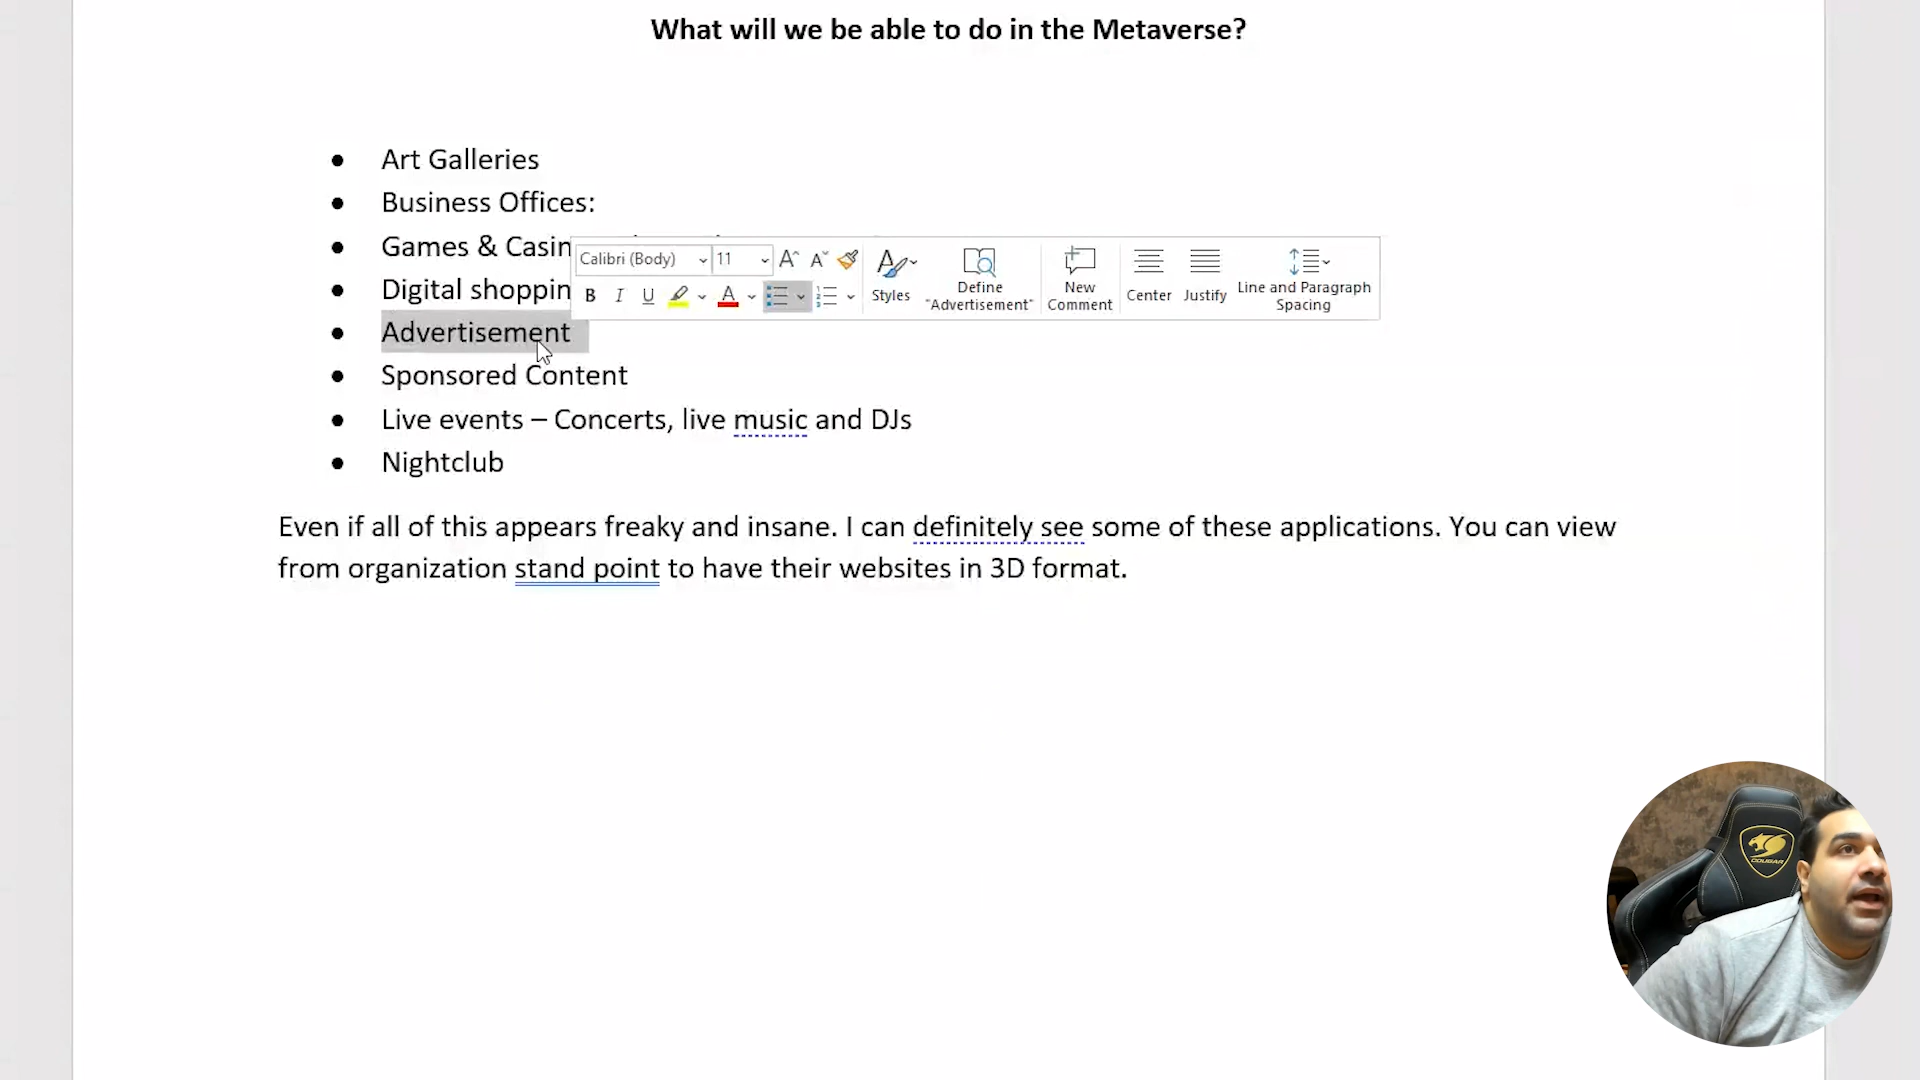 What will we be able to do in the Metaverse?
● Art Galleries
● Business Offices:
● Games & Casin
Calibri (Body) 11
Styles
Define "Advertisement"
New Comment
Center
Justify
Line and Paragraph Spacing
● Digital shoppin
B I U A
● Advertisement
● Sponsored Content
● Live events – Concerts, live music and DJs
● Nightclub
Even if all of this appears freaky and insane. I can definitely see some of these applications. You can view
from organization stand point to have their websites in 3D format.
COUGAR